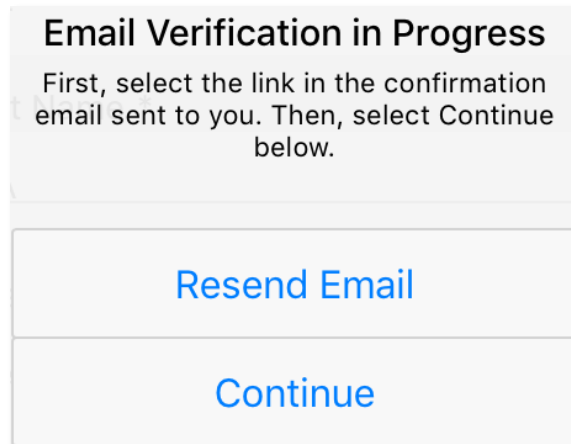 Email Verification in Progress
First, select the link in the confirmation
email sent to you. Then, select Continue
below.
t Name *
Resend Email
Continue